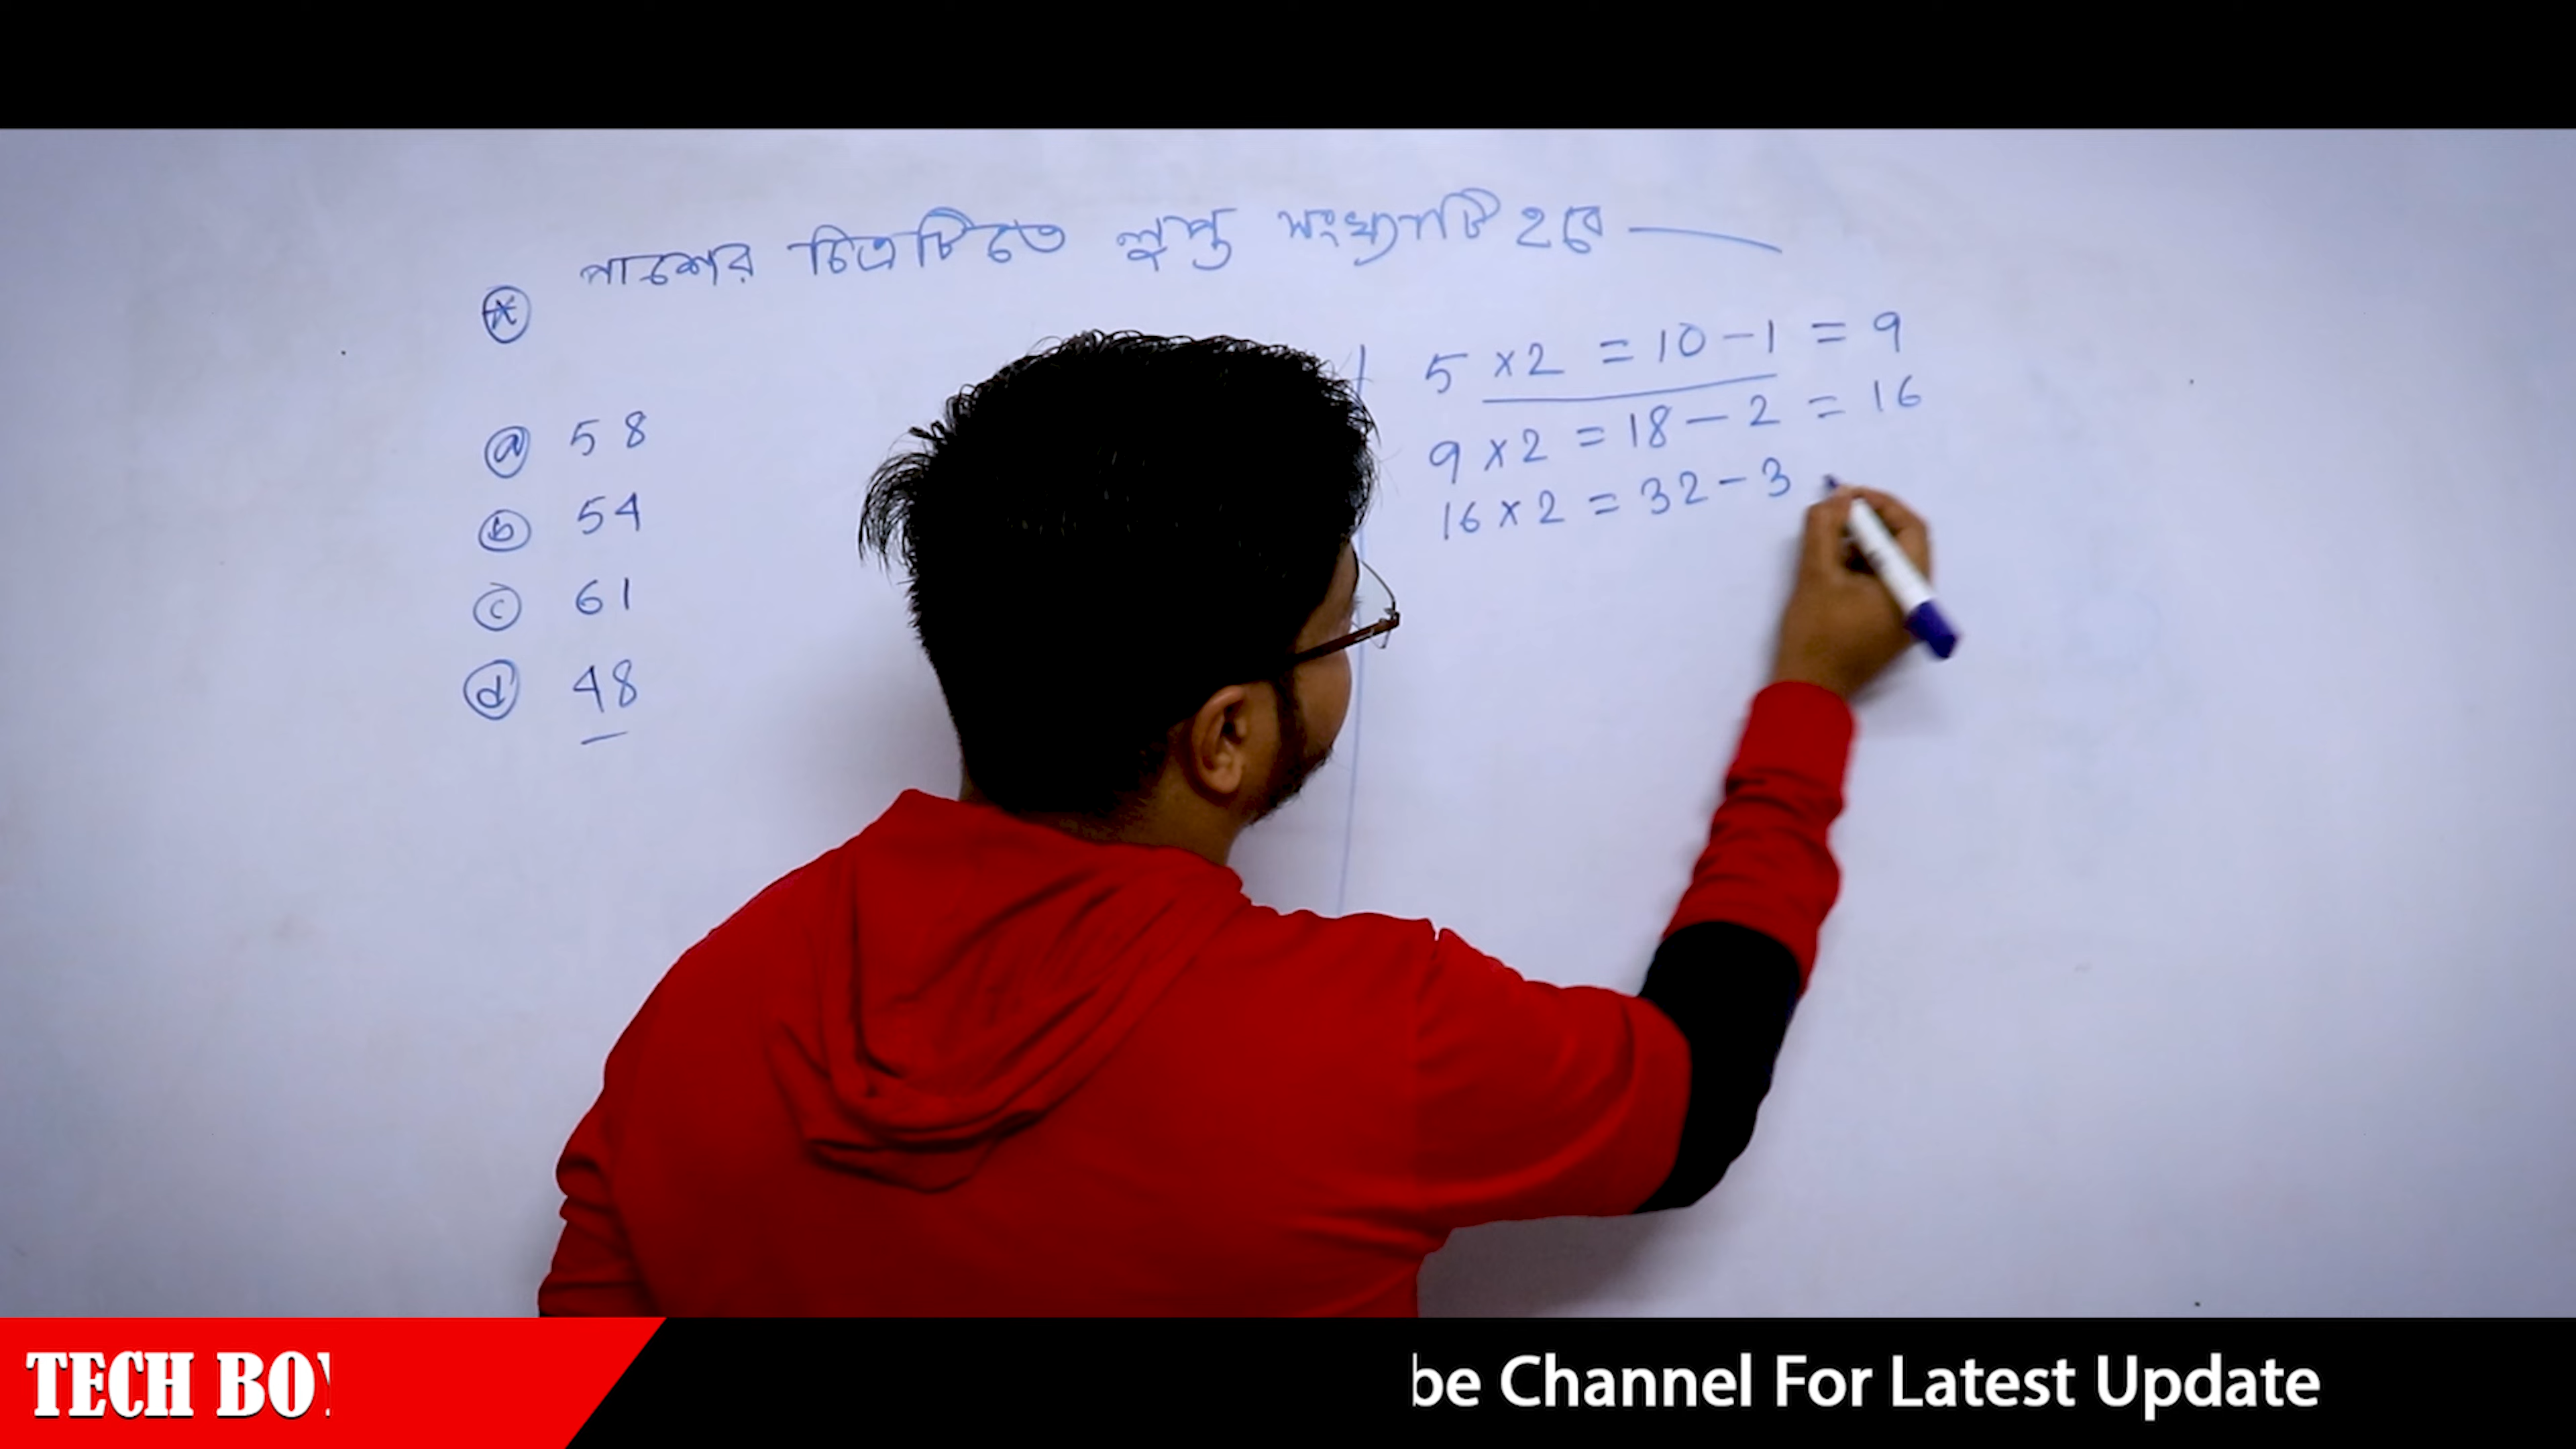 * পাশের চিত্রটিতে লুপ্ত সংখ্যাটি হবে —
a 58
b 54
c 61
d 48
5 × 2 = 10 - 1 = 9
9 × 2 = 18 - 2 = 16
16 × 2 = 32 - 3
TECH BO
be Channel For Latest Update